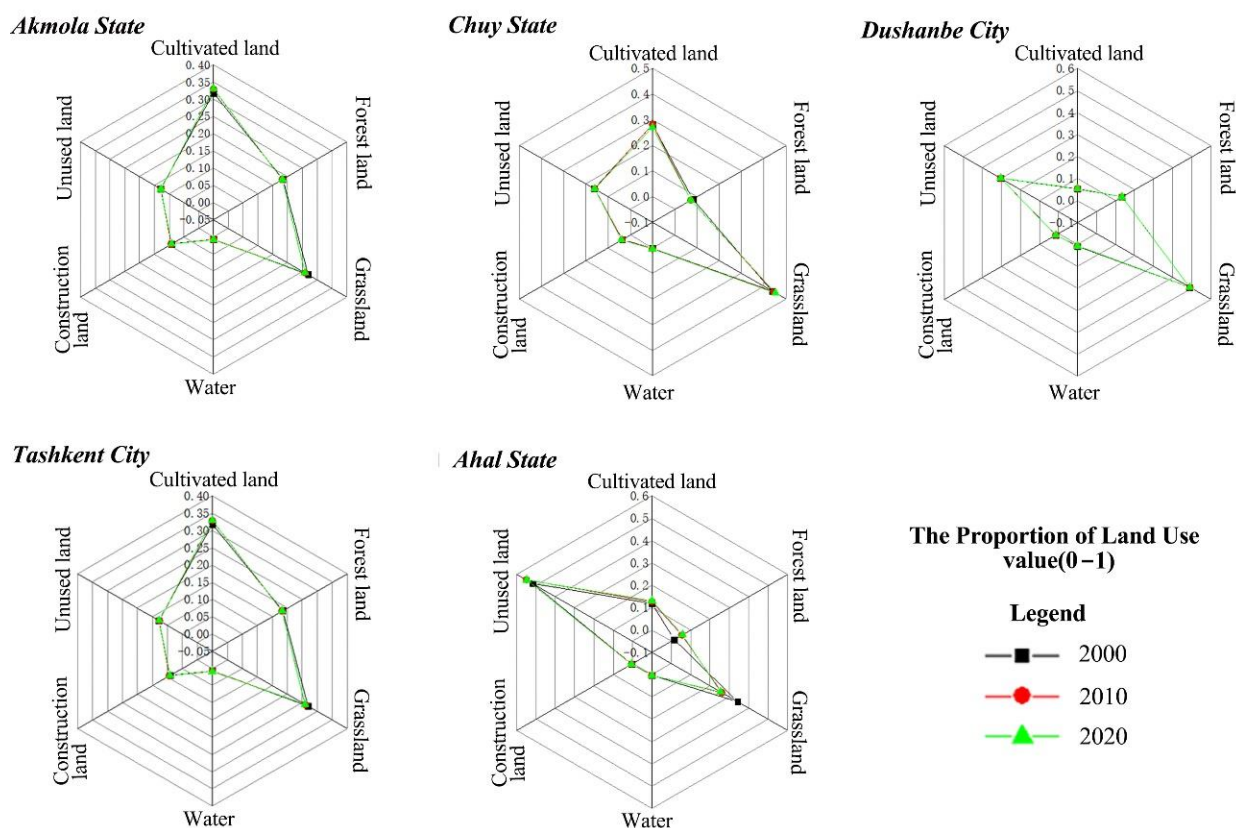 Akmola State
Cultivated land
0.40
0.35
0.30
0.25
0.20
0.15
0.10
0.05
0.00
-0.05
Forest land
Grassland
Water
Construction
land
Unused land
Chuy State
Cultivated land
0.5
0.4
0.3
0.2
0.1
0.0
-0.1
Forest land
Grassland
Water
Construction
land
Unused land
Dushanbe City
Cultivated land
0.6
0.5
0.4
0.3
0.2
0.1
0.0
-0.1
Forest land
Grassland
Water
Construction
land
Unused land
Tashkent City
Cultivated land
0.40
0.35
0.30
0.25
0.20
0.15
0.10
0.05
0.00
-0.05
Forest land
Grassland
Water
Construction
land
Unused land
Ahal State
Cultivated land
0.6
0.5
0.4
0.3
0.2
0.1
0.0
-0.1
Forest land
Grassland
Water
Construction
land
Unused land
The Proportion of Land Use
value(0-1)
Legend
2000
2010
2020